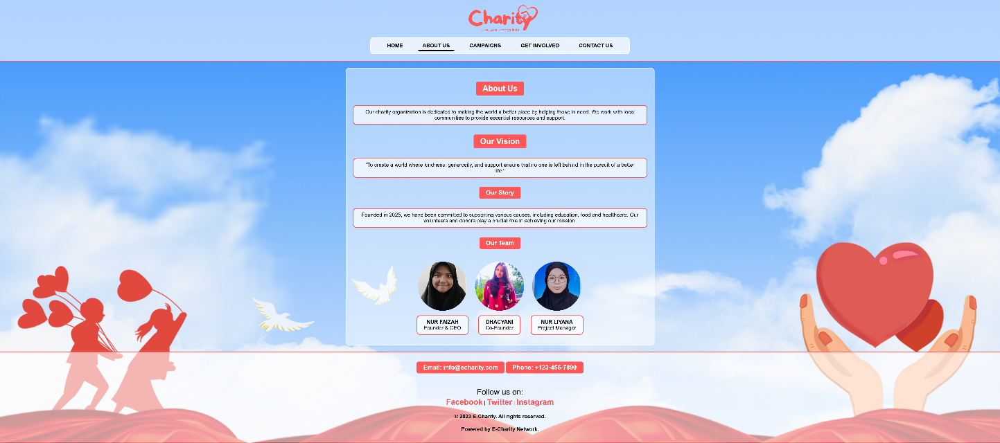 Charity
HOME ABOUT US CAMPAIGNS GET INVOLVED CONTACT US
About Us
Our charity organization is dedicated to making the world a better place by helping those in need. We work with local
communities to provide essential resources and support.
Our Vision
"To create a world where kindness, generosity, and support ensure that no one is left behind in the pursuit of a better
life."
Our Story
Founded in 2025, we have been committed to supporting various causes, including education, food and healthcare. Our
volunteers and donors play a crucial role in achieving our mission.
Our Team
NUR FAIZAH DHACYANI NUR LIYANA
Founder & CEO Co-Founder Project Manager
Email: info@echarity.com Phone: +123-456-7890
Follow us on:
Facebook | Twitter | Instagram
© 2023 E-Charity. All rights reserved.
Powered by E-Charity Network.